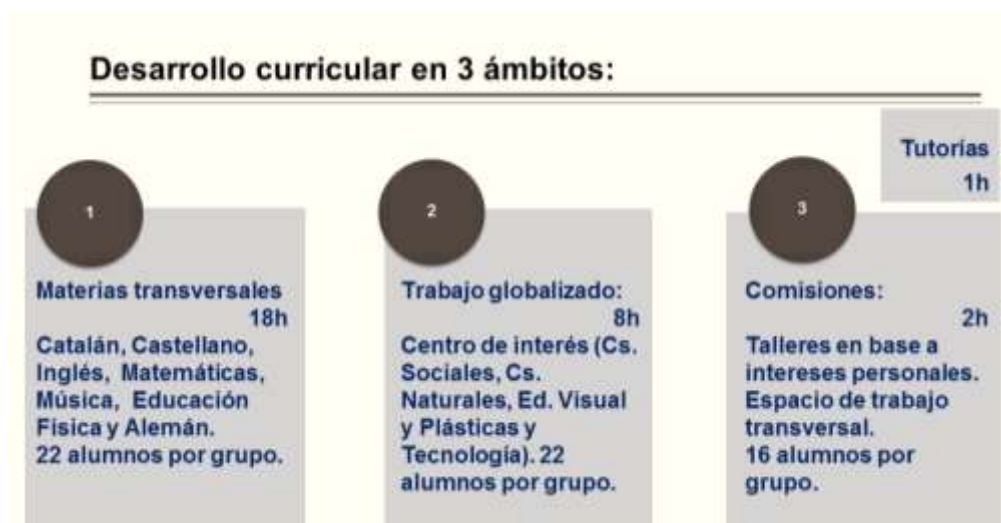 Desarrollo curricular en 3 ámbitos:
Tutorías
1h
1
Materias transversales
18h
Catalán, Castellano,
Inglés, Matemáticas,
Música, Educación
Física y Alemán.
22 alumnos por grupo.
2
Trabajo globalizado:
8h
Centro de interés (Cs.
Sociales, Cs.
Naturales, Ed. Visual
y Plásticas y
Tecnología). 22
alumnos por grupo.
3
Comisiones:
2h
Talleres en base a
intereses personales.
Espacio de trabajo
transversal.
16 alumnos por
grupo.